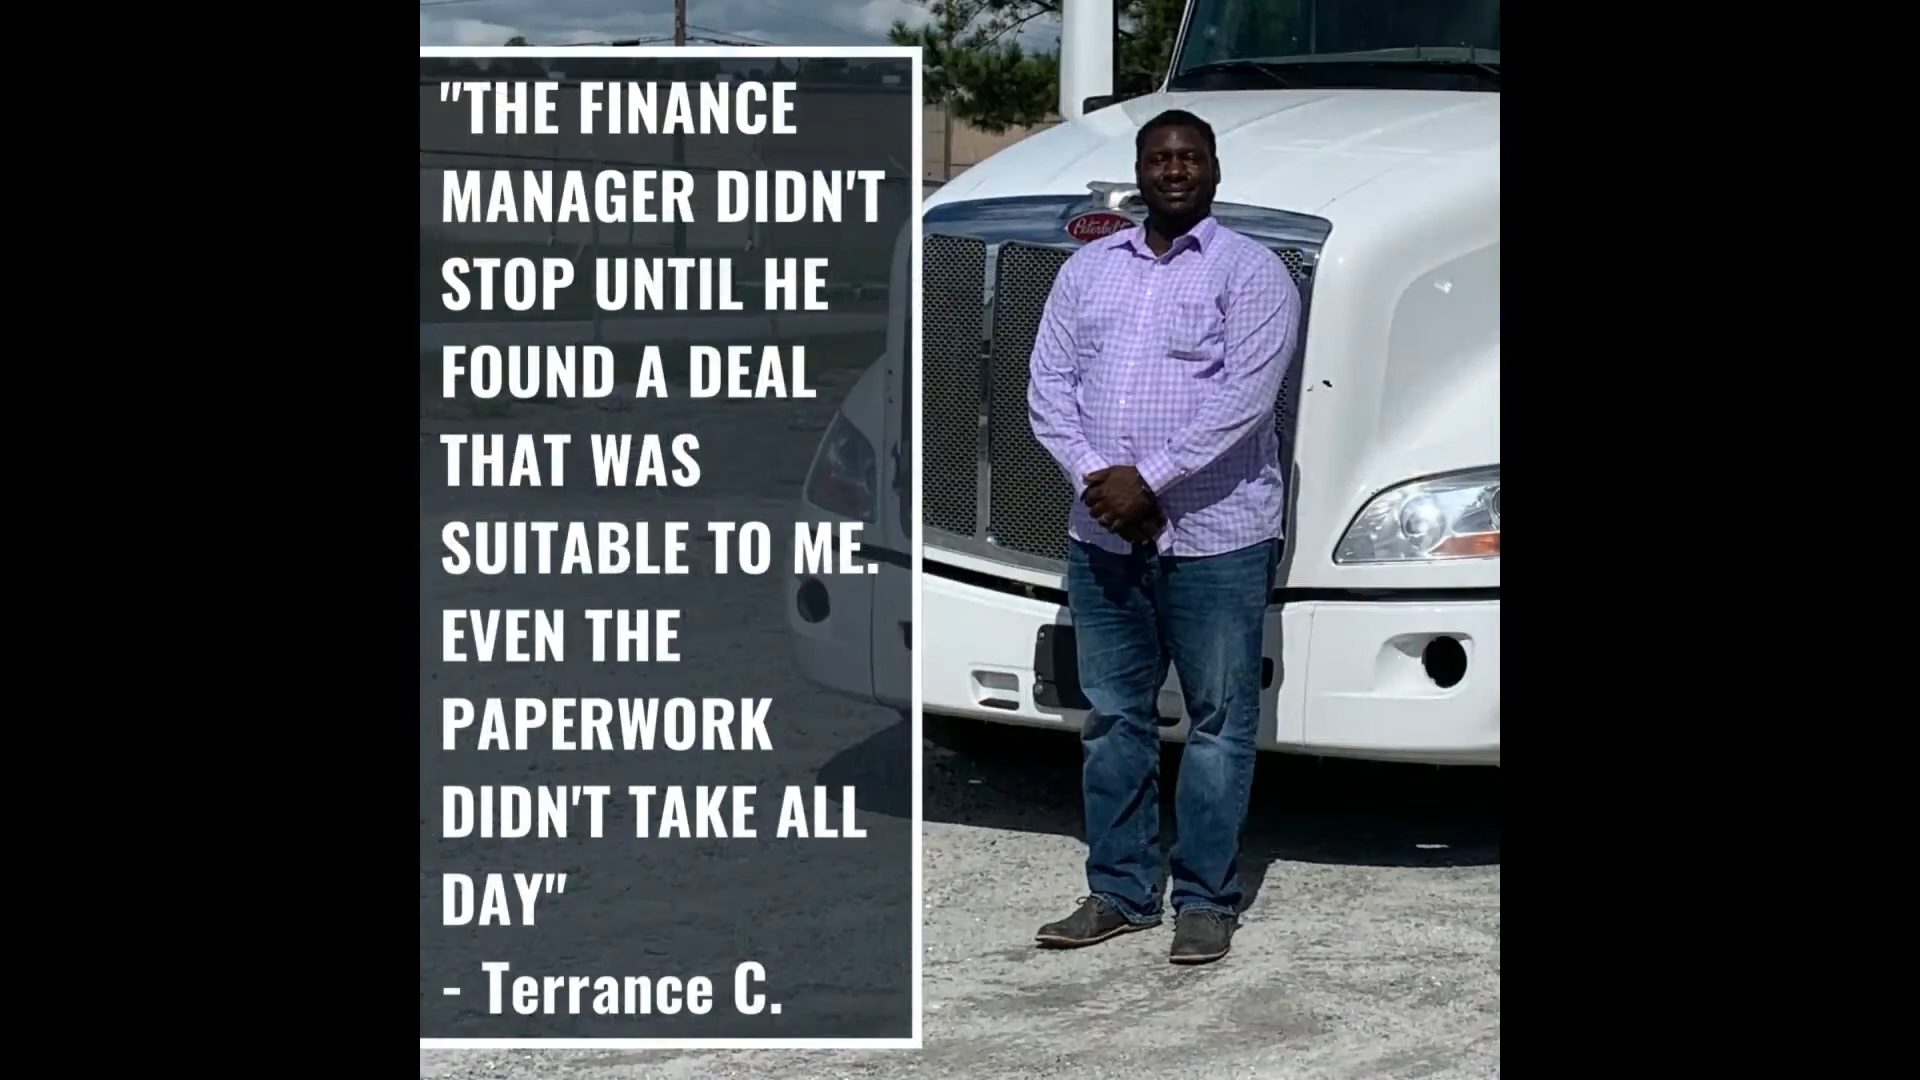 "THE FINANCE
MANAGER DIDN'T
STOP UNTIL HE
FOUND A DEAL
THAT WAS
SUITABLE TO ME.
EVEN THE
PAPERWORK
DIDN'T TAKE ALL
DAY"
- Terrance C.
Peterbilt